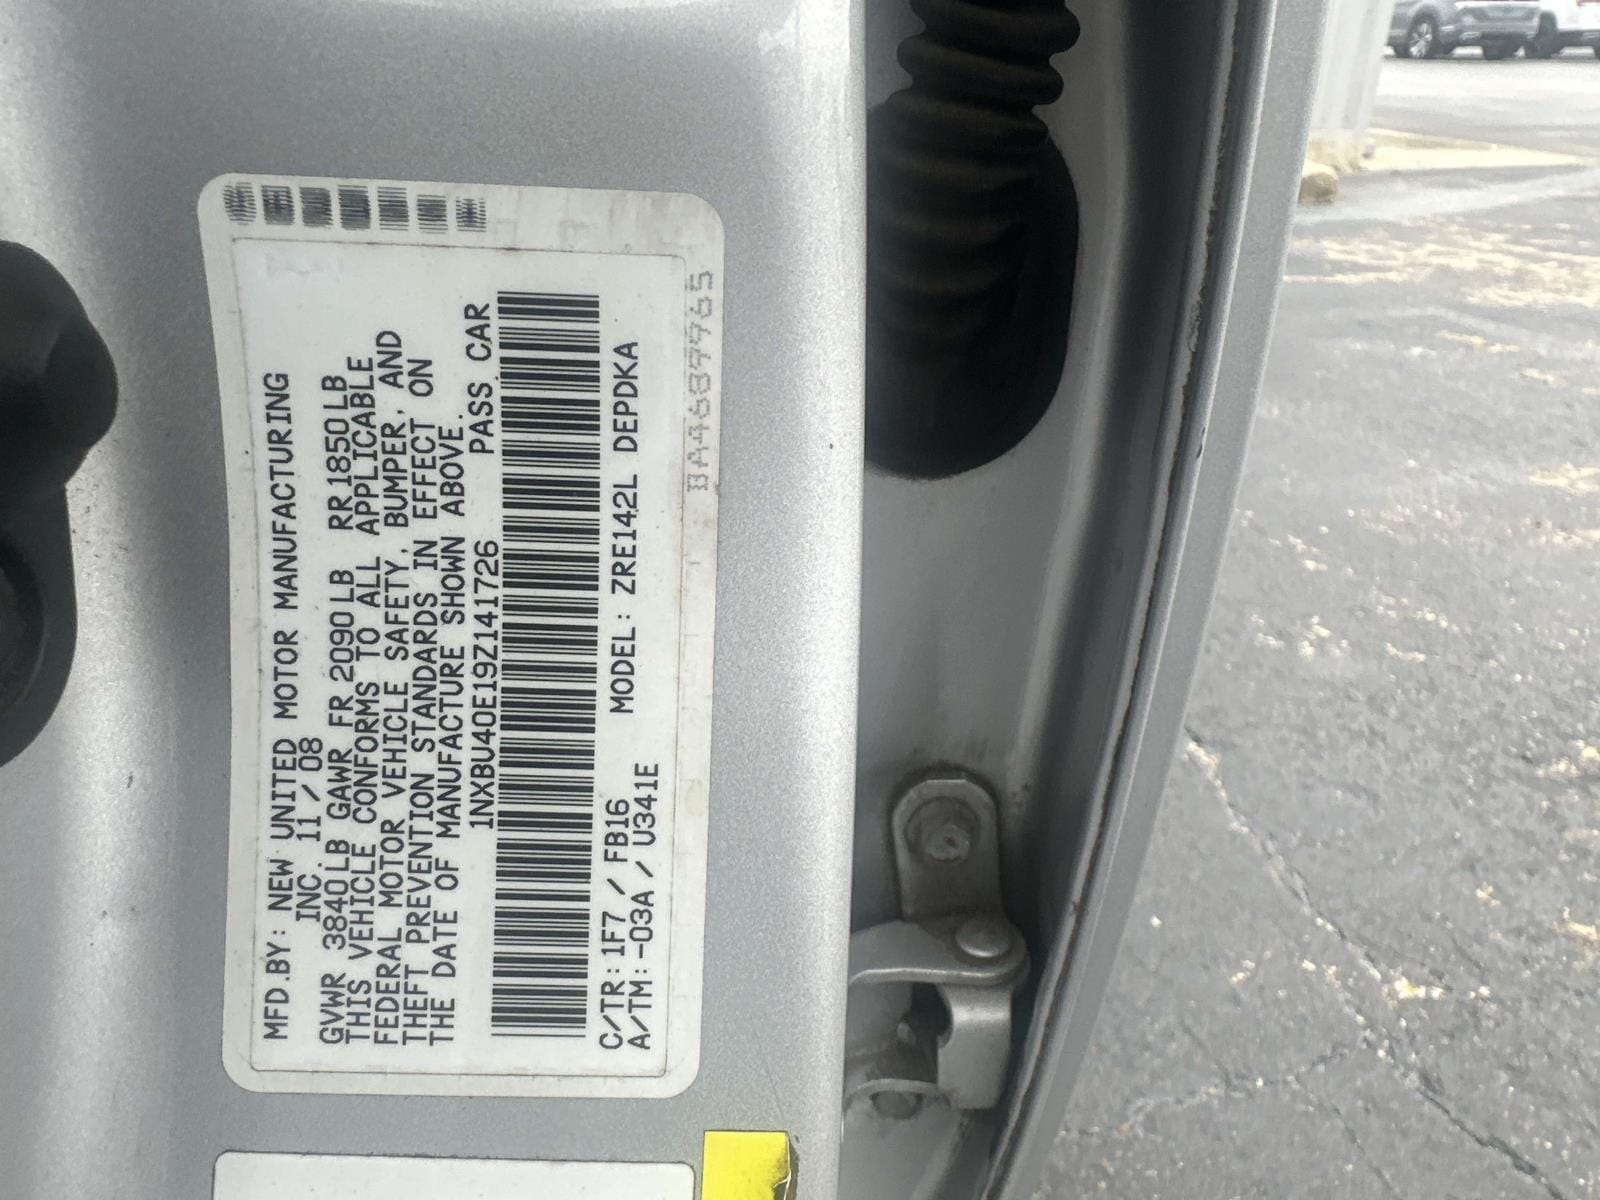 MFD.BY: NEW UNITED MOTOR MANUFACTURING
INC. 11/08
GVWR 3840LB GAWR FR 2090LB RR1850LB
THIS VEHICLE CONFORMS TO ALL APPLICABLE
FEDERAL MOTOR VEHICLE SAFETY, BUMPER, AND
THEFT PREVENTION STANDARDS IN EFFECT ON
THE DATE OF MANUFACTURE SHOWN ABOVE.
1NXBU40E19Z141726 PASS CAR
C/TR:1F7/FB16 MODEL: ZRE142L DEPDKA
A/TM:-03A/U341E